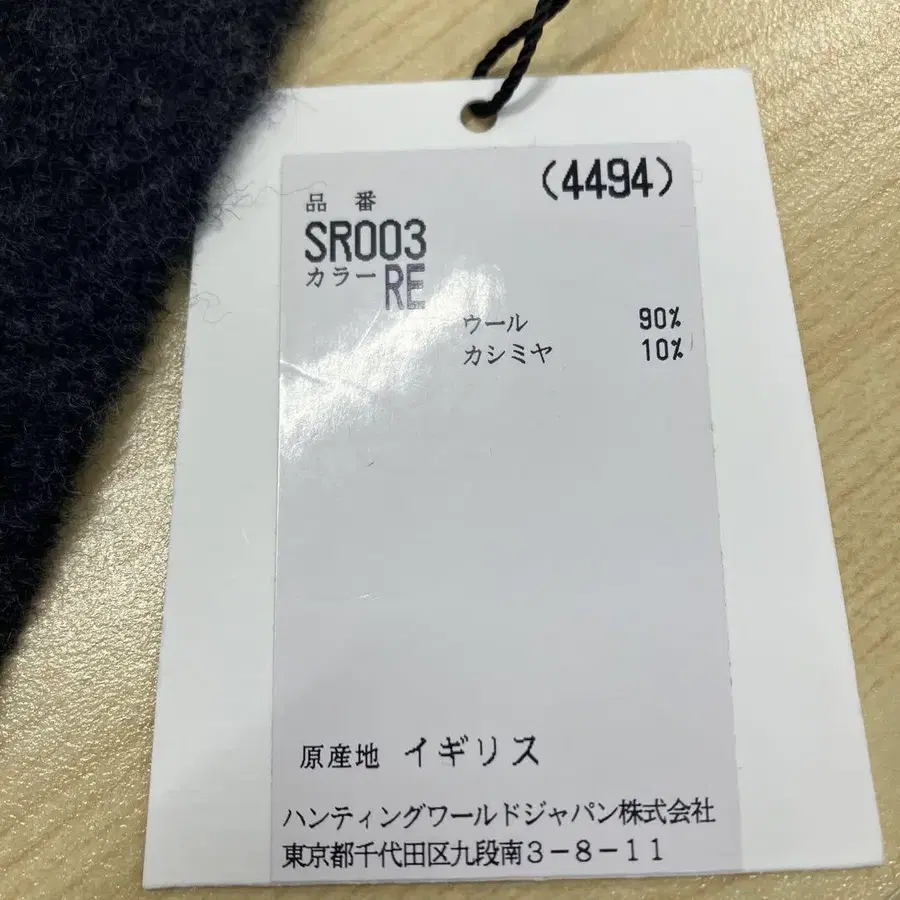 (4494)
品 番
SR003
カラー RE
ウール 90%
カシミヤ 10%
原産地 イギリス
ハンティングワールドジャパン株式会社
東京都千代田区九段南3-8-11